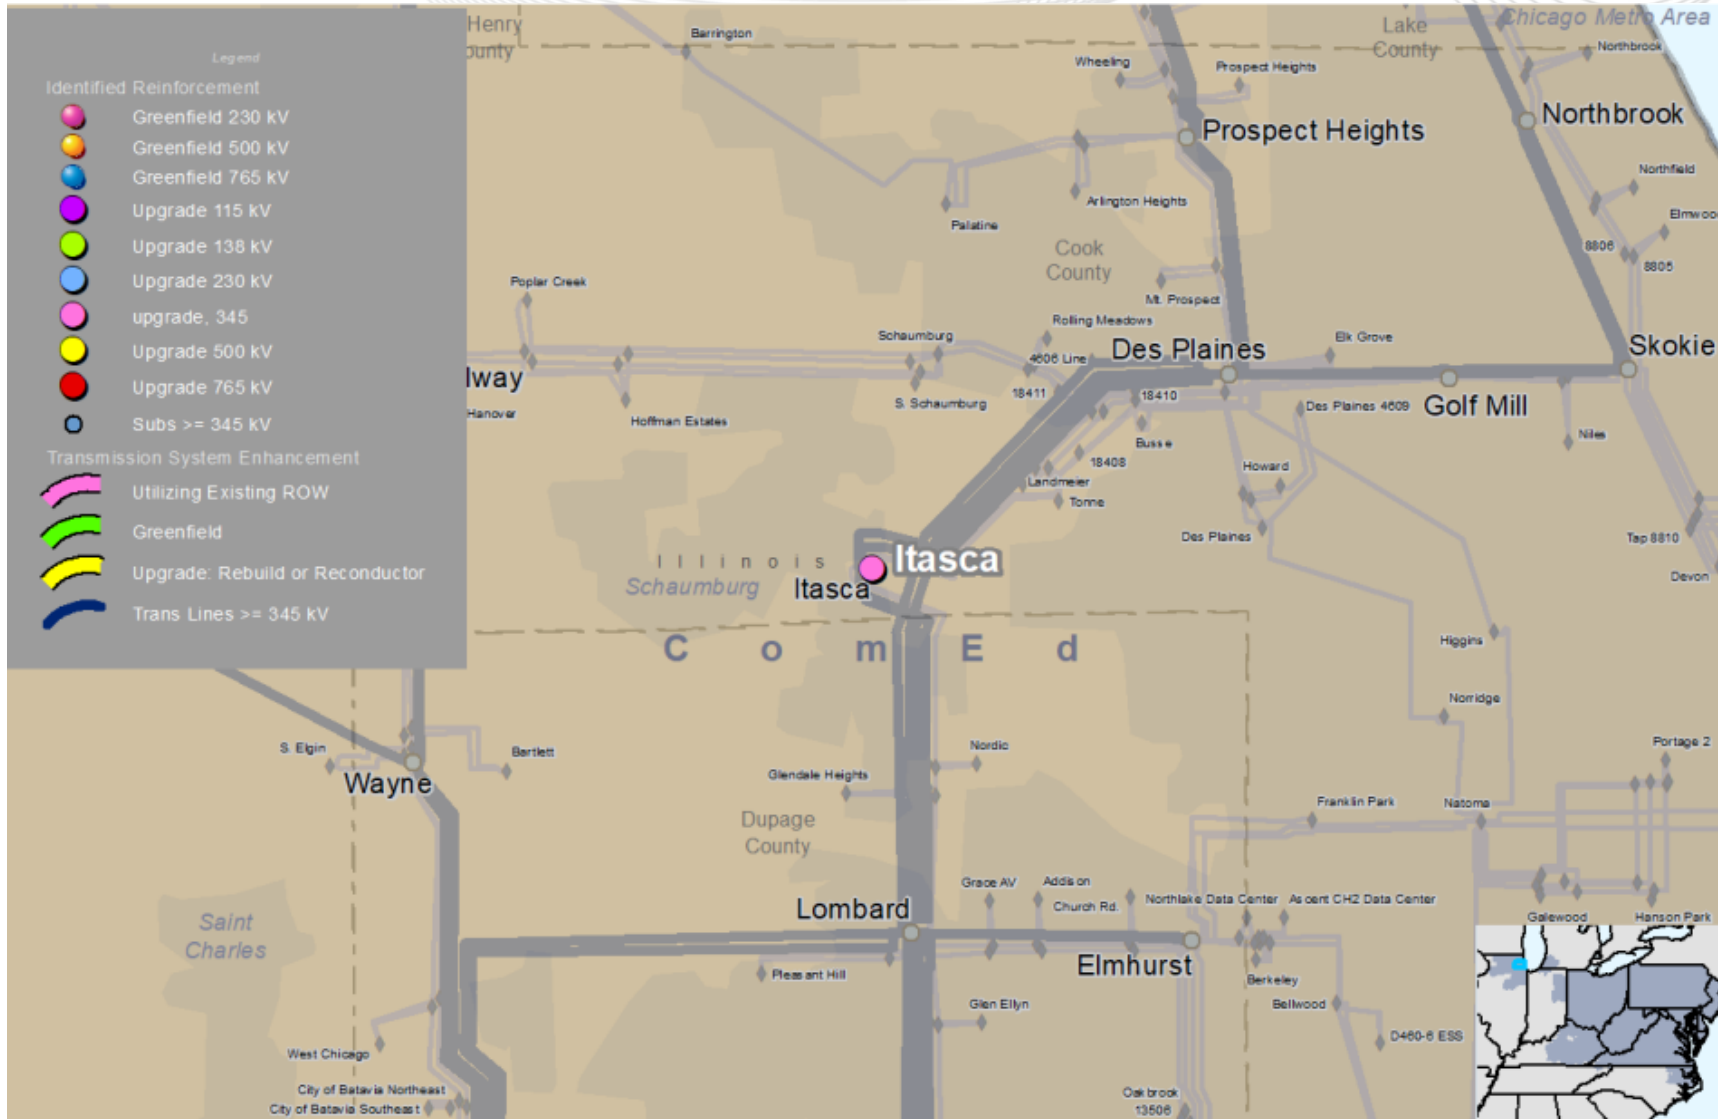 Legend
Identified Reinforcement
Greenfield 230 kV
Greenfield 500 kV
Greenfield 765 kV
Upgrade 115 kV
Upgrade 138 kV
Upgrade 230 kV
upgrade, 345
Upgrade 500 kV
Upgrade 765 kV
Subs >= 345 kV
Transmission System Enhancement
Utilizing Existing ROW
Greenfield
Upgrade: Rebuild or Reconductor
Trans Lines >= 345 kV
Henry
ounty
Barrington
Lake
County
Chicago Metro Area
Northbrook
Wheeling
Prospect Heights
Northbrook
Prospect Heights
Northfield
Arlington Heights
Palatine
Elmwoo
8806
8805
Cook
County
Poplar Creek
Mt. Prospect
Rolling Meadows
Schaumburg
4606 Line
Des Plaines
Elk Grove
Skokie
lway
18411
18410
S. Schaumburg
Des Plaines 4609
Golf Mill
Hanover
Hoffman Estates
Busse
Niles
18408
Howard
Landmeier
Tonne
Des Plaines
Tap 8810
Itasca
Illinois
Schaumburg
Itasca
Devon
ComEd
Higgins
Norridge
S. Elgin
Bartlett
Nordic
Portage 2
Wayne
Glendale Heights
Franklin Park
Natoma
Dupage
County
Grace AV
Addison
Church Rd.
Northlake Data Center
Ascent CH2 Data Center
Lombard
Galewood
Hanson Park
Saint
Charles
Elmhurst
Pleasant Hill
Berkeley
Bellwood
Glen Ellyn
D460-6 ESS
West Chicago
City of Batavia Northeast
City of Batavia Southeast
Oakbrook
13506